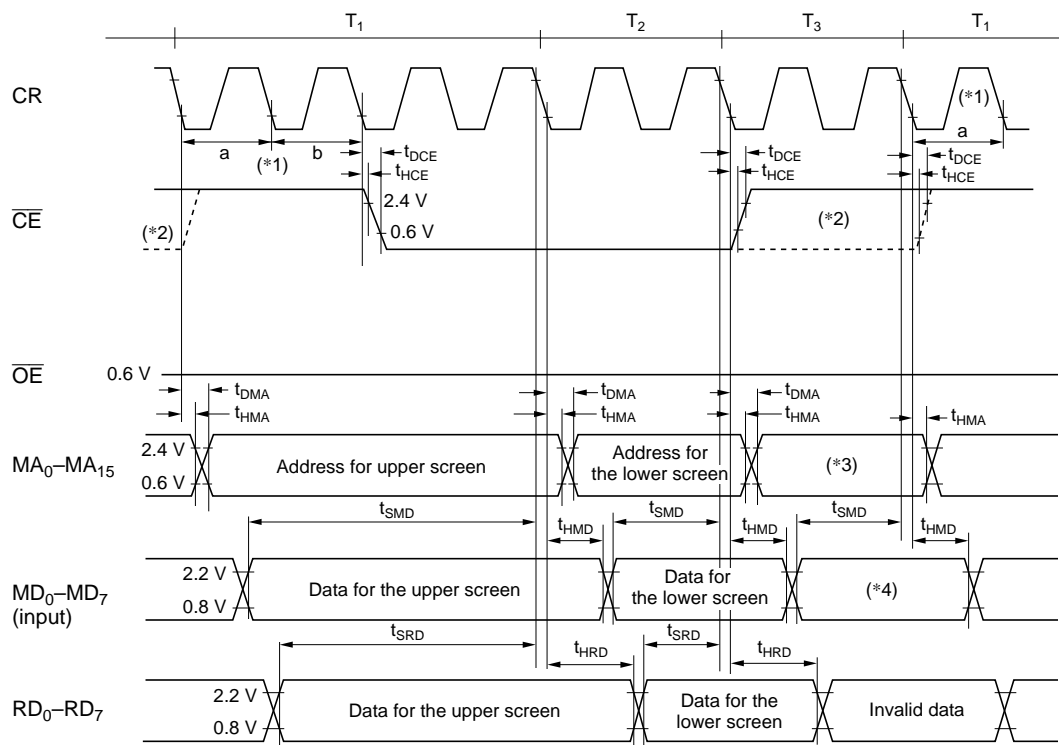 T1 T2 T3 T1
CR
(*1)
a (*1) b a
tDCE tDCE tDCE
tHCE tHCE tHCE
CE
2.4 V
(*2) (*2)
0.6 V
OE 0.6 V
tDMA tDMA tDMA
tHMA tHMA tHMA tHMA
MA0–MA15
2.4 V
0.6 V
Address for upper screen
Address for
the lower screen
(*3)
tSMD tHMD tSMD tHMD tSMD tHMD
MD0–MD7
(input)
2.2 V
0.8 V
Data for the upper screen
Data for
the lower screen
(*4)
tSRD tHRD tSRD tHRD
RD0–RD7
2.2 V
0.8 V
Data for the upper screen
Data for the
lower screen
Invalid data